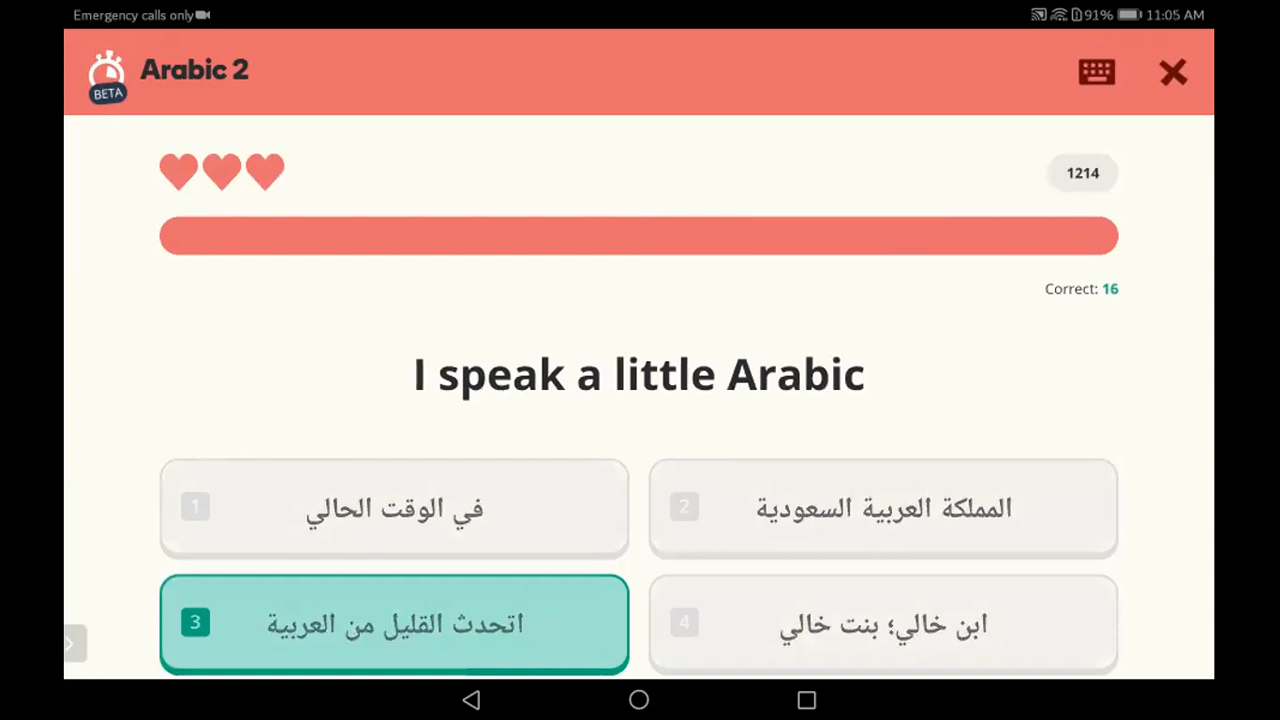 Emergency calls only
91% 11:05 AM
Arabic 2
BETA
1214
Correct: 16
I speak a little Arabic
1 في الوقت الحالي
2 المملكة العربية السعودية
3 اتحدث القليل من العربية
4 ابن خالي؛ بنت خالي